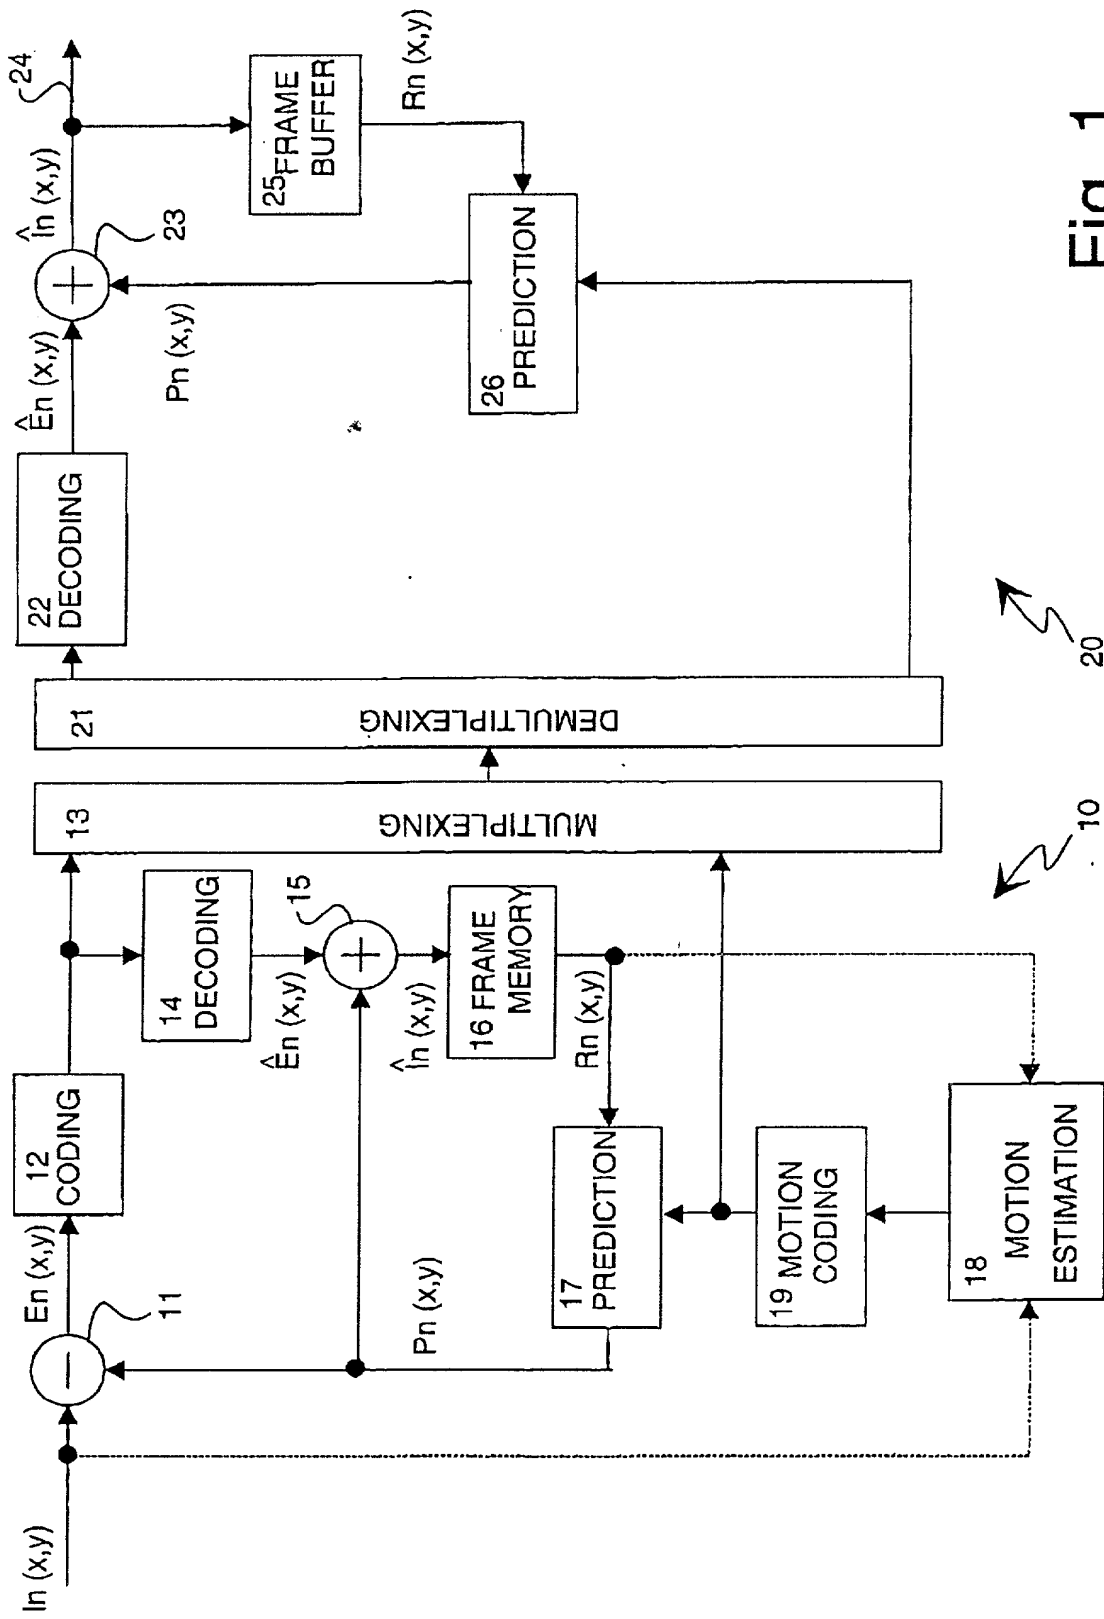 In (x,y)
11
En (x,y)
12
CODING
14
DECODING
Ên (x,y)
15
În (x,y)
16 FRAME
MEMORY
Rn (x,y)
17
PREDICTION
Pn (x,y)
19 MOTION
CODING
18
MOTION
ESTIMATION
13
MULTIPLEXING
10
21
DEMULTIPLEXING
20
22
DECODING
Ên (x,y)
23
În (x,y)
24
25 FRAME
BUFFER
Rn (x,y)
26
PREDICTION
Pn (x,y)
Fig. 1